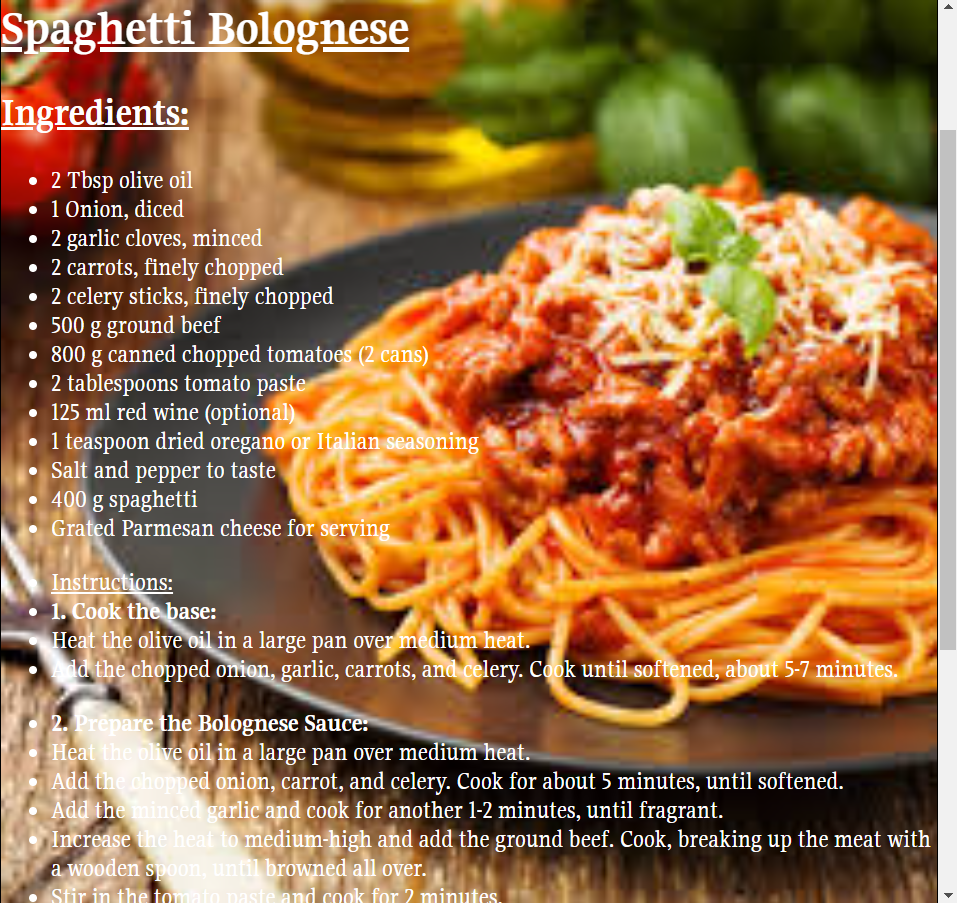 Spaghetti Bolognese
Ingredients:
2 Tbsp olive oil
1 Onion, diced
2 garlic cloves, minced
2 carrots, finely chopped
2 celery sticks, finely chopped
500 g ground beef
800 g canned chopped tomatoes (2 cans)
2 tablespoons tomato paste
125 ml red wine (optional)
1 teaspoon dried oregano or Italian seasoning
Salt and pepper to taste
400 g spaghetti
Grated Parmesan cheese for serving
Instructions:
1. Cook the base:
Heat the olive oil in a large pan over medium heat.
Add the chopped onion, garlic, carrots, and celery. Cook until softened, about 5-7 minutes.
2. Prepare the Bolognese Sauce:
Heat the olive oil in a large pan over medium heat.
Add the chopped onion, carrot, and celery. Cook for about 5 minutes, until softened.
Add the minced garlic and cook for another 1-2 minutes, until fragrant.
Increase the heat to medium-high and add the ground beef. Cook, breaking up the meat with
a wooden spoon, until browned all over.
Stir in the tomato paste and cook for 2 minutes.